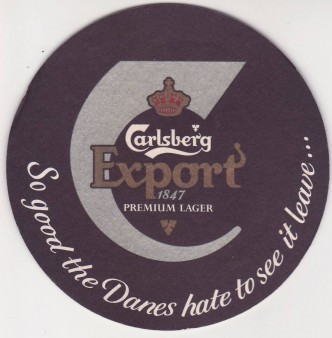 Carlsberg
Export
1847
PREMIUM LAGER
So good the Danes hate to see it leave...